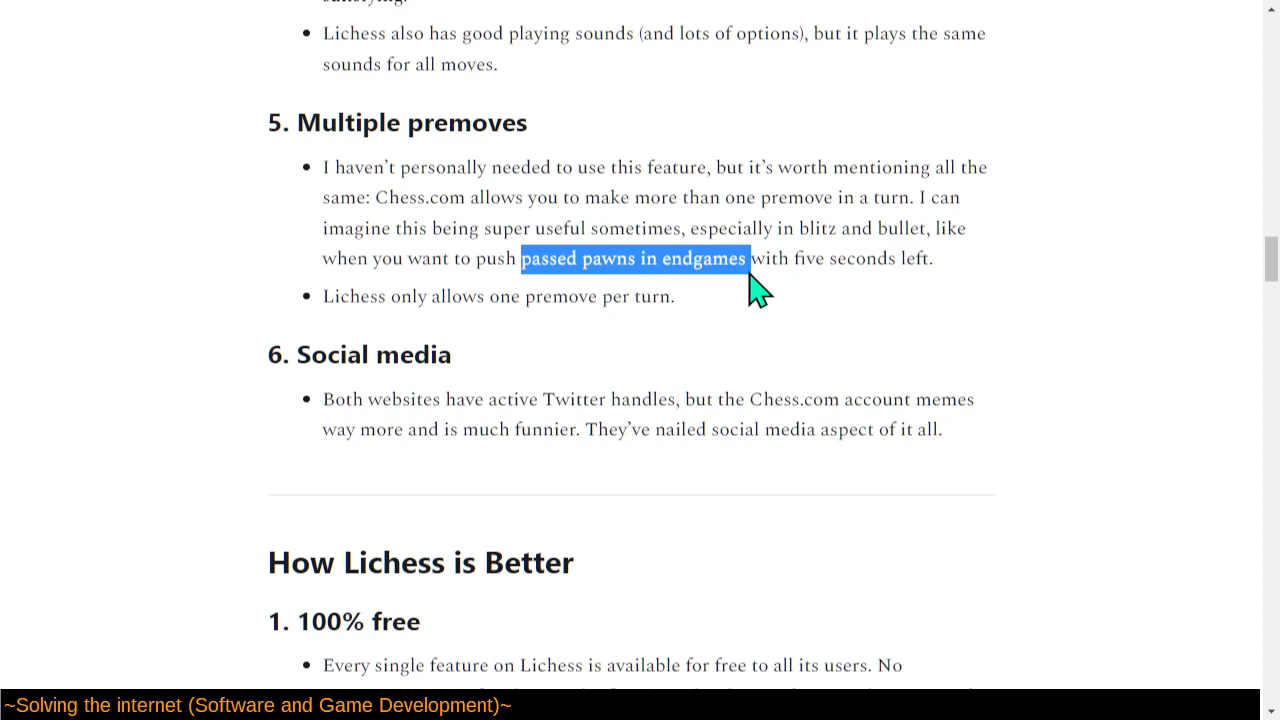 Lichess also has good playing sounds (and lots of options), but it plays the same
sounds for all moves.
5. Multiple premoves
I haven't personally needed to use this feature, but it's worth mentioning all the
same: Chess.com allows you to make more than one premove in a turn. I can
imagine this being super useful sometimes, especially in blitz and bullet, like
when you want to push passed pawns in endgames with five seconds left.
Lichess only allows one premove per turn.
6. Social media
Both websites have active Twitter handles, but the Chess.com account memes
way more and is much funnier. They've nailed social media aspect of it all.
How Lichess is Better
1. 100% free
Every single feature on Lichess is available for free to all its users. No
~Solving the internet (Software and Game Development)~